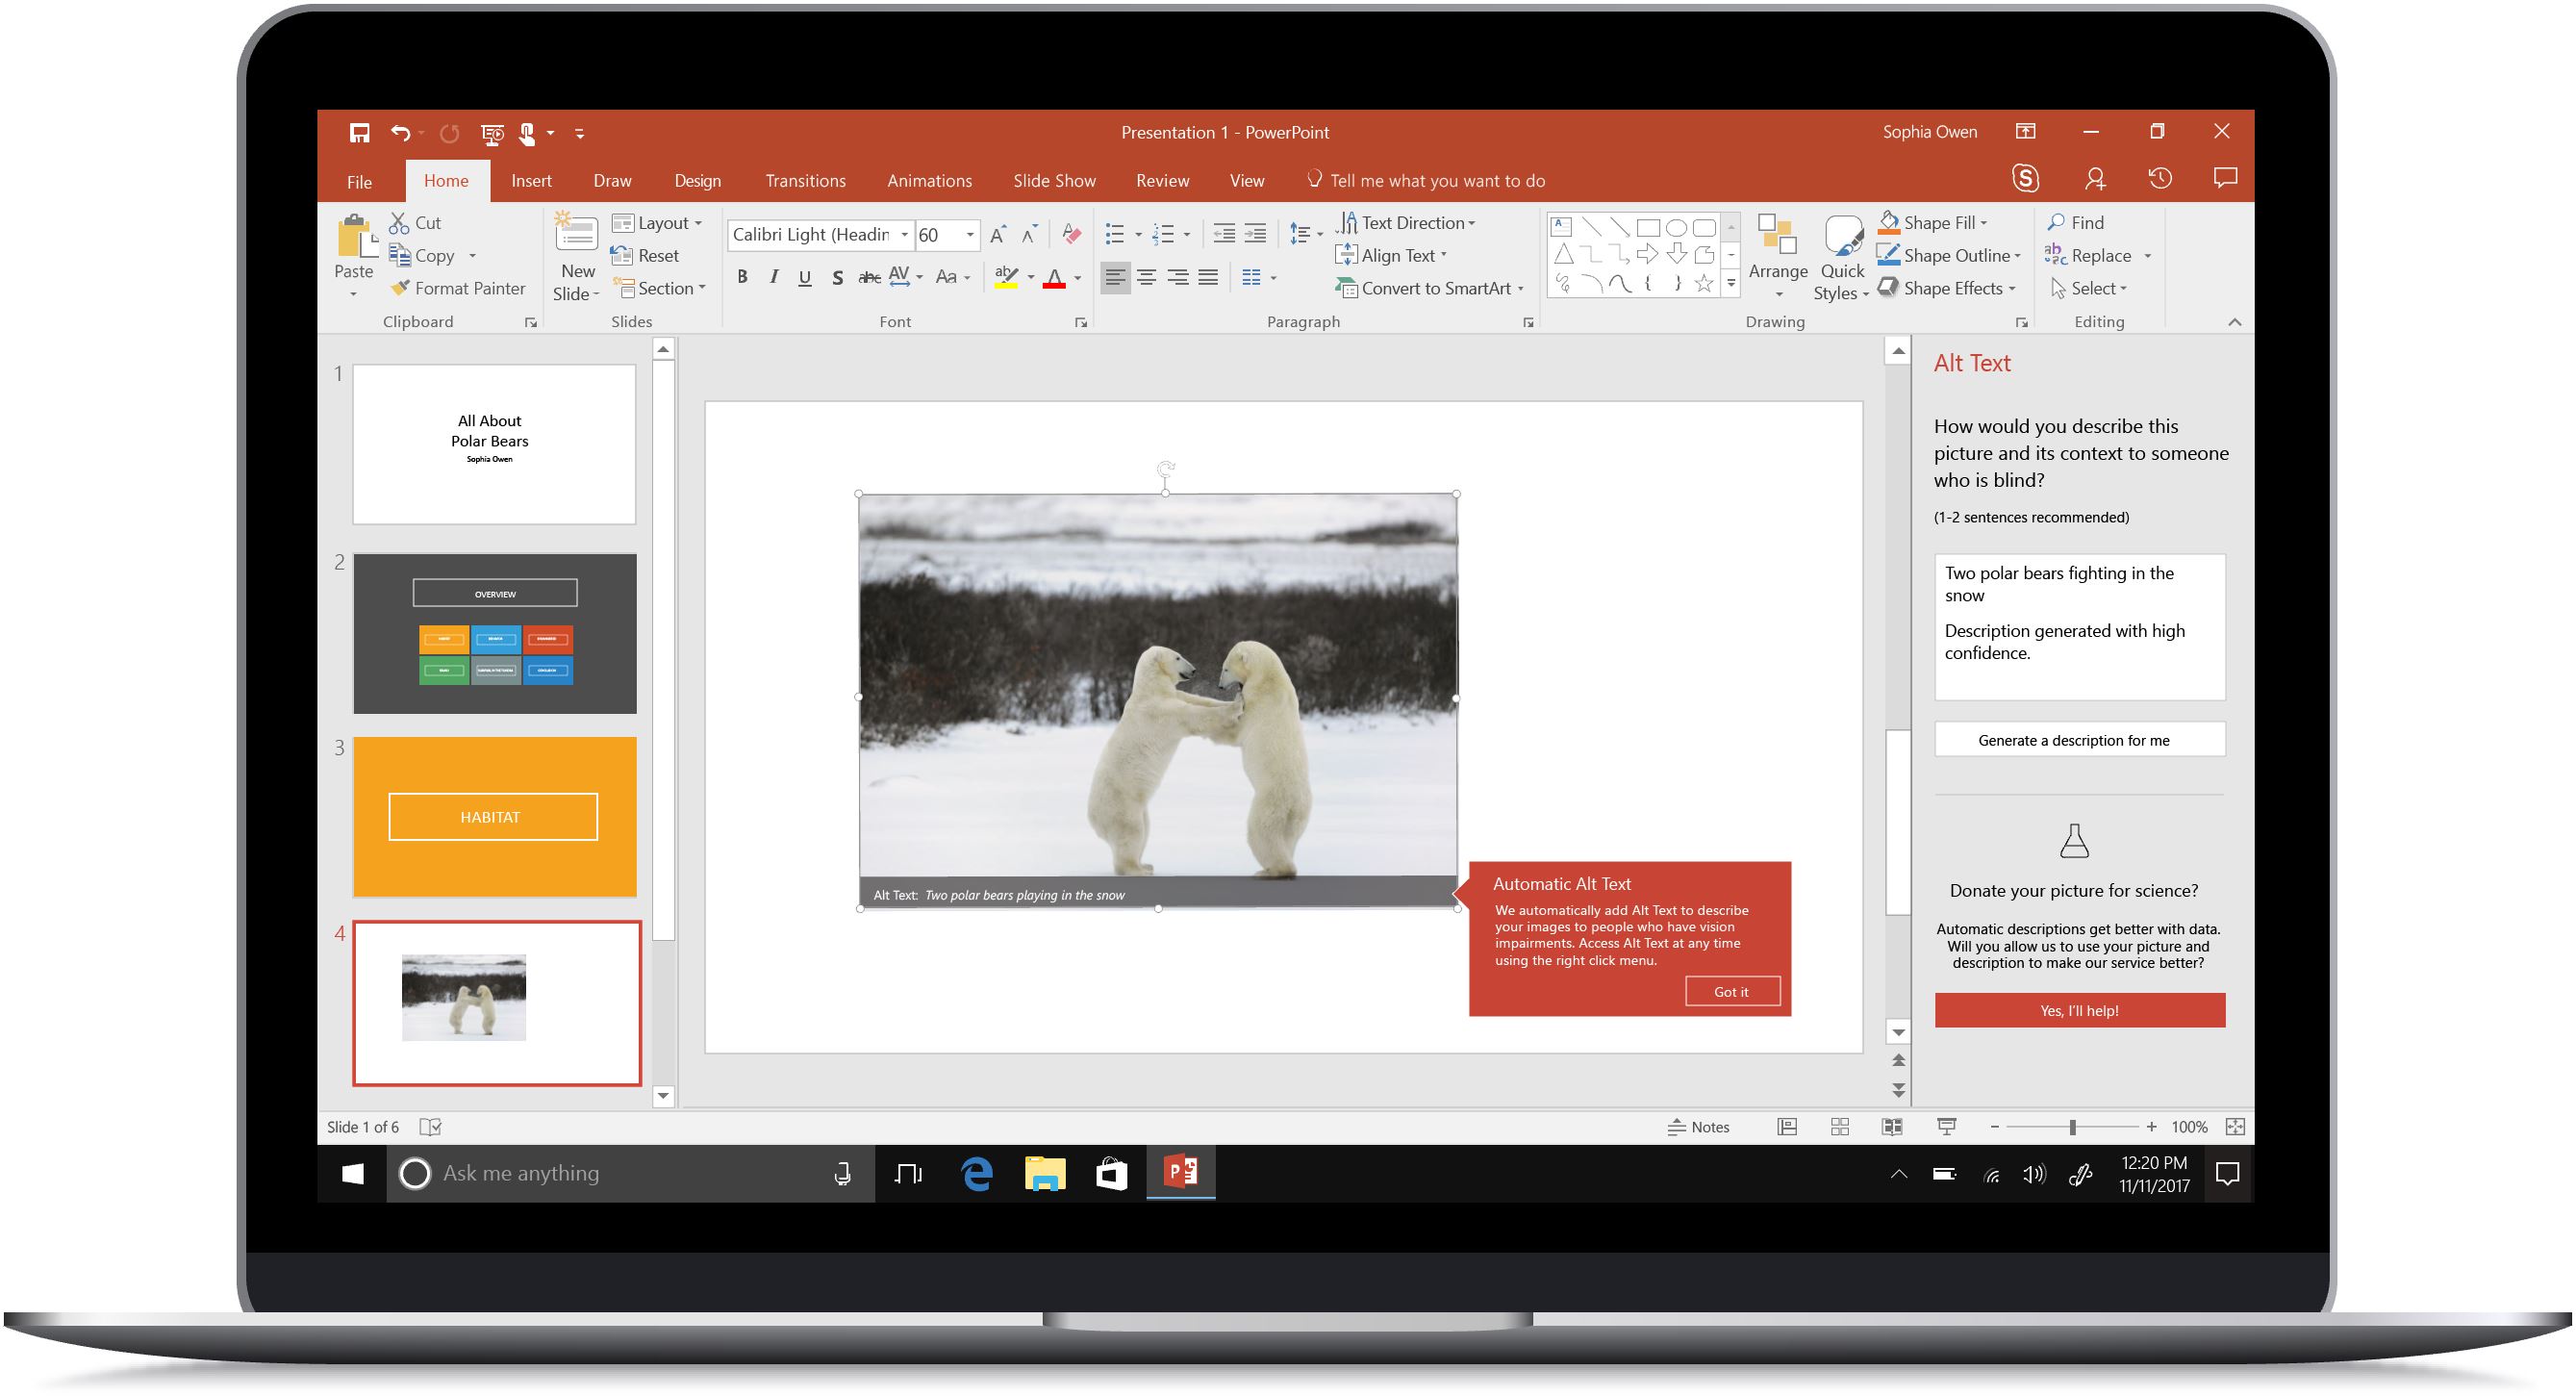 Presentation 1 - PowerPoint
Sophia Owen
File
Home
Insert
Draw
Design
Transitions
Animations
Slide Show
Review
View
Tell me what you want to do
Paste
Cut
Copy
Format Painter
Clipboard
New
Slide
Layout
Reset
Section
Slides
Calibri Light (Headin
60
B I U S abc AV Aa
Font
Text Direction
Align Text
Convert to SmartArt
Paragraph
Arrange
Quick
Styles
Shape Fill
Shape Outline
Shape Effects
Drawing
Find
Replace
Select
Editing
1
All About
Polar Bears
Sophia Owen
2
OVERVIEW
3
HABITAT
4
Alt Text: Two polar bears playing in the snow
Automatic Alt Text
We automatically add Alt Text to describe
your images to people who have vision
impairments. Access Alt Text at any time
using the right click menu.
Got it
Alt Text
How would you describe this
picture and its context to someone
who is blind?
(1-2 sentences recommended)
Two polar bears fighting in the
snow
Description generated with high
confidence.
Generate a description for me
Donate your picture for science?
Automatic descriptions get better with data.
Will you allow us to use your picture and
description to make our service better?
Yes, I'll help!
Slide 1 of 6
Notes
100%
Ask me anything
12:20 PM
11/11/2017